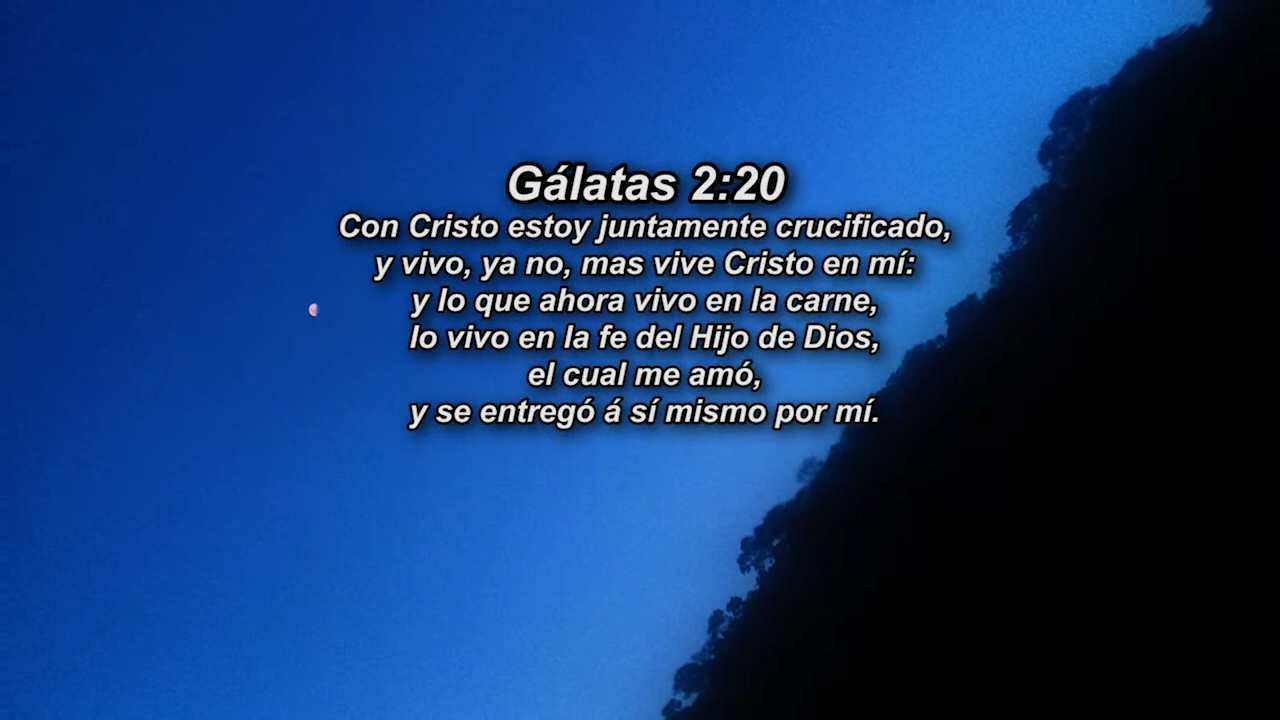 Gálatas 2:20
Con Cristo estoy juntamente crucificado,
y vivo, ya no, mas vive Cristo en mí:
y lo que ahora vivo en la carne,
lo vivo en la fe del Hijo de Dios,
el cual me amó,
y se entregó á sí mismo por mí.